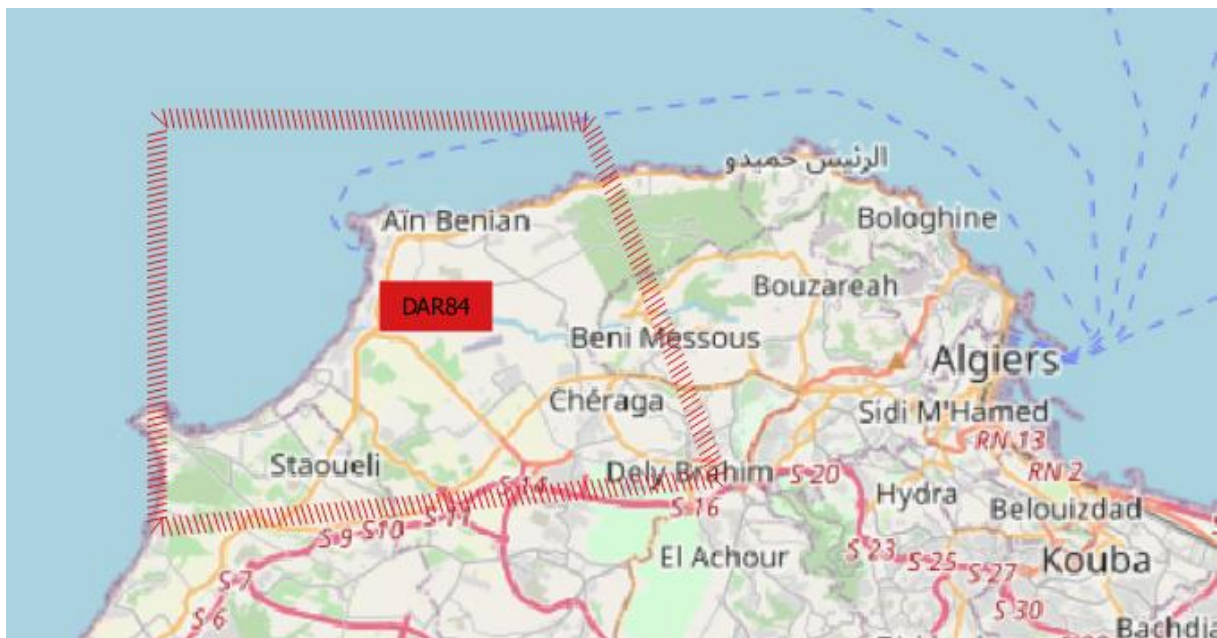 الرئيس حميدو
Aïn Benian
Bologhine
Bouzareah
DAR84
Beni Messous
Algiers
Chéraga
Sidi M'Hamed
RN 13
Staoueli
Dely Brahim
S 20
RN 2
S 14
Hydra
S 16
Belouizdad
S 11
S 10
S 9
El Achour
S 23
S 25
Kouba
S 27
S 7
S 6
S 30
Bachdja